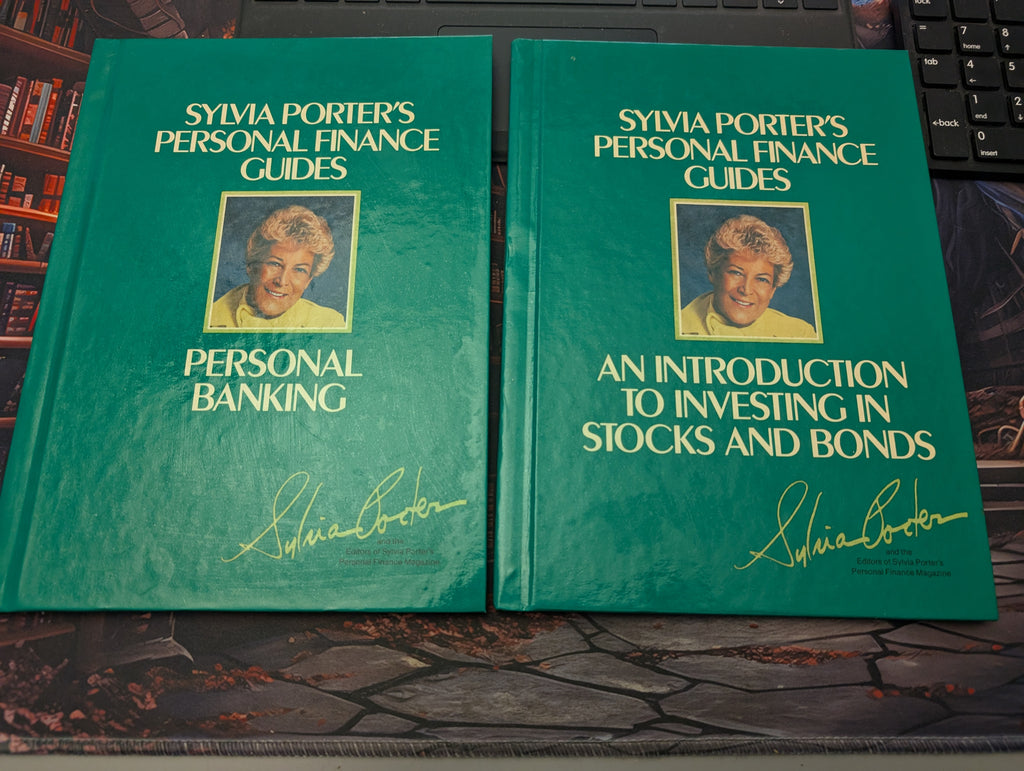 SYLVIA PORTER'S
PERSONAL FINANCE
GUIDES
PERSONAL
BANKING
Sylvia Porter
and the
Editors of Sylvia Porter's
Personal Finance Magazine
SYLVIA PORTER'S
PERSONAL FINANCE
GUIDES
AN INTRODUCTION
TO INVESTING IN
STOCKS AND BONDS
Sylvia Porter
and the
Editors of Sylvia Porter's
Personal Finance Magazine
lock
=
7
home
8
tab
4
←
5
←back
1
end
2
0
insert